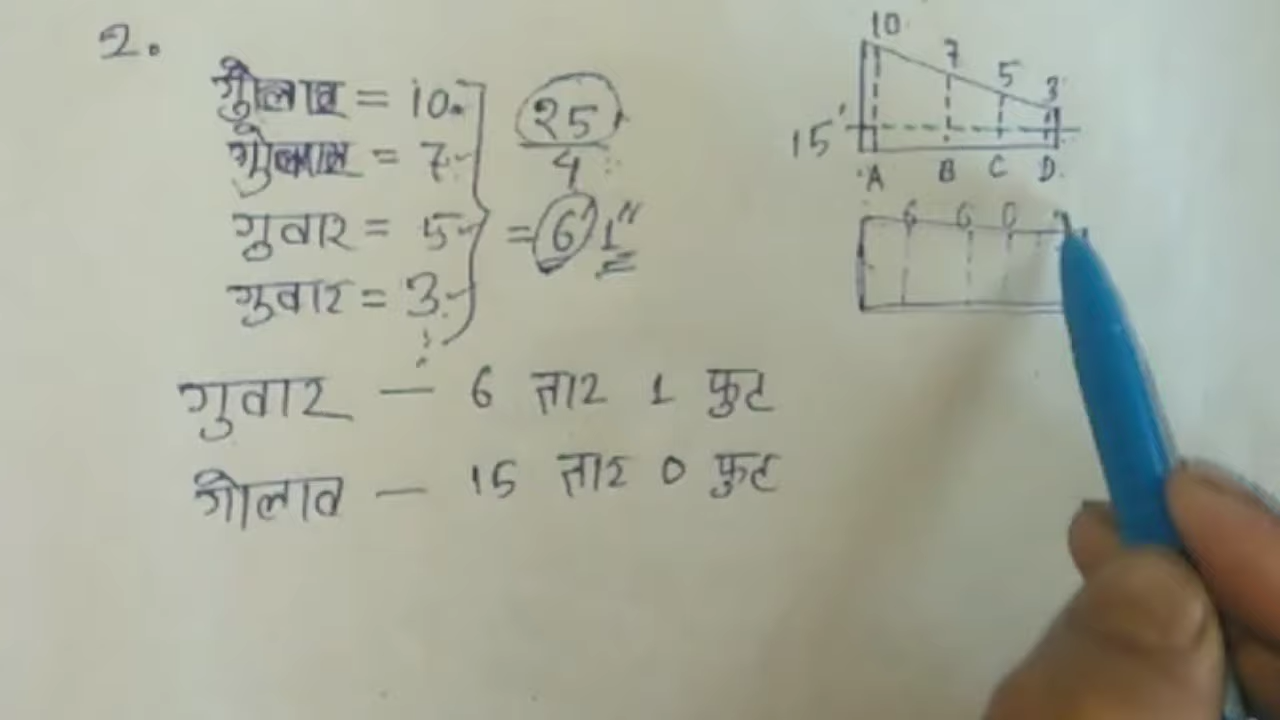 2.
= 10
= 7
गुवार = 5
गुवार = 3
25
4
= 6 1"
गुवार — 6 तार 1 फुट
गोलाव — 15 तार 0 फुट
10
7
5
3
15'
A B C D
6 6